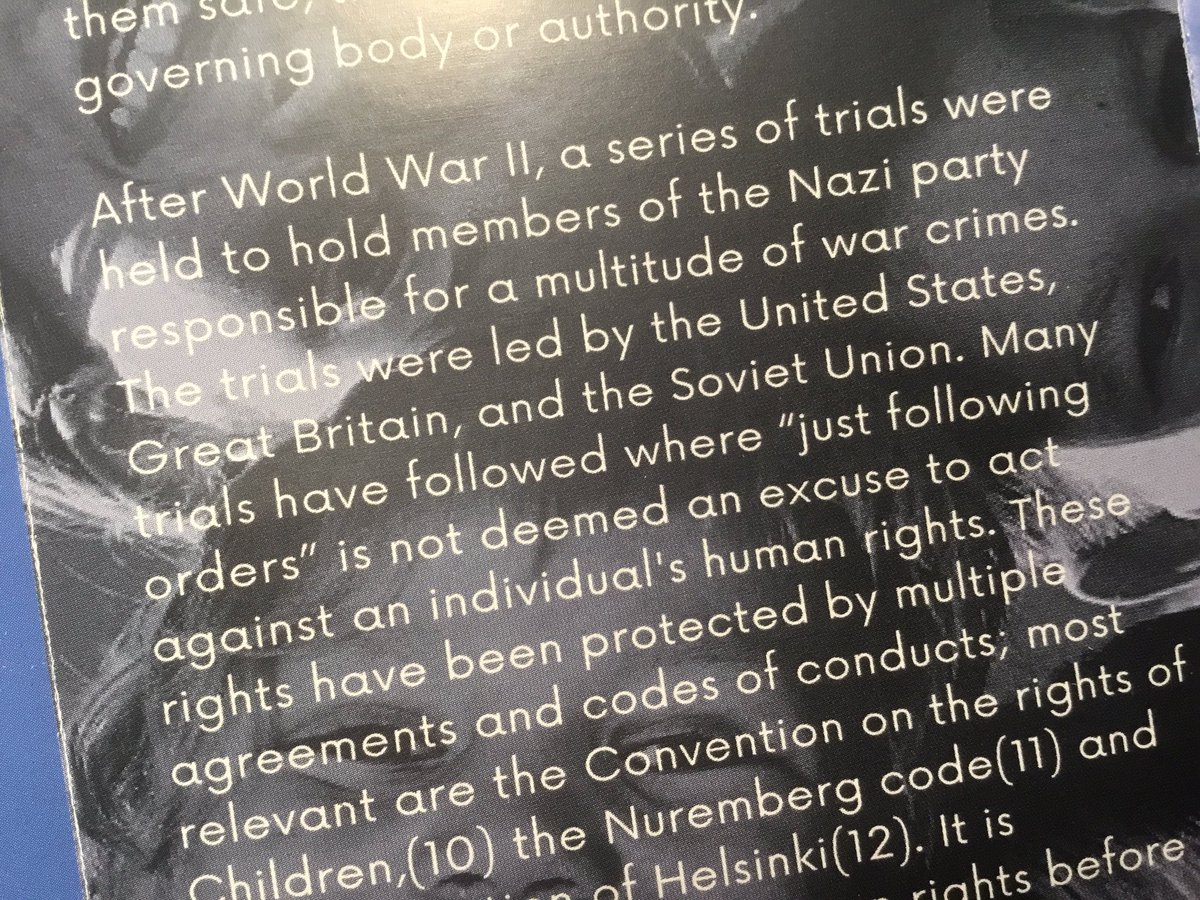 them safe,
governing body or authority.
After World War II, a series of trials were
held to hold members of the Nazi party
responsible for a multitude of war crimes.
The trials were led by the United States,
Great Britain, and the Soviet Union. Many
trials have followed where “just following
orders” is not deemed an excuse to act
against an individual's human rights. These
rights have been protected by multiple
agreements and codes of conducts; most
relevant are the Convention on the rights of
Children,(10) the Nuremberg code(11) and
of Helsinki(12). It is
rights before